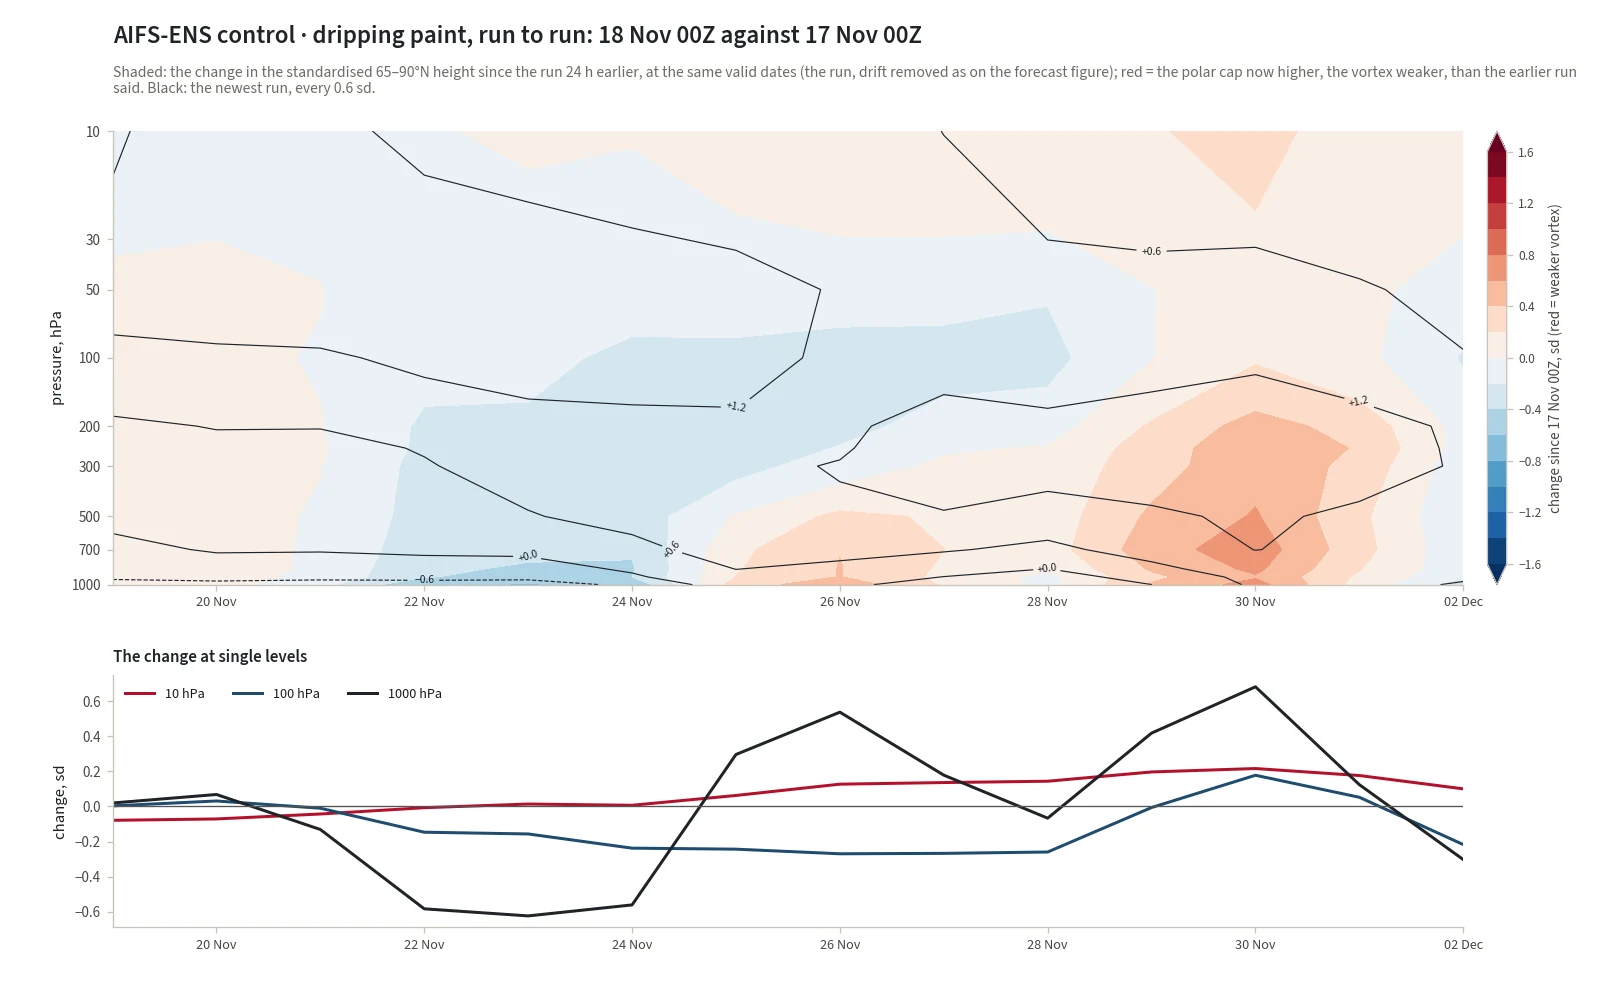 AIFS-ENS control · dripping paint, run to run: 18 Nov 00Z against 17 Nov 00Z
Shaded: the change in the standardised 65–90°N height since the run 24 h earlier, at the same valid dates (the run, drift removed as on the forecast figure); red = the polar cap now higher, the vortex weaker, than the earlier run
said. Black: the newest run, every 0.6 sd.
pressure, hPa
10
30
50
100
200
300
500
700
1000
+0.6
+1.2
+1.2
+0.6
+0.0
+0.0
−0.6
20 Nov
22 Nov
24 Nov
26 Nov
28 Nov
30 Nov
02 Dec
1.6
1.2
0.8
0.4
0.0
−0.4
−0.8
−1.2
−1.6
change since 17 Nov 00Z, sd (red = weaker vortex)
The change at single levels
10 hPa
100 hPa
1000 hPa
change, sd
0.6
0.4
0.2
0.0
−0.2
−0.4
−0.6
20 Nov
22 Nov
24 Nov
26 Nov
28 Nov
30 Nov
02 Dec